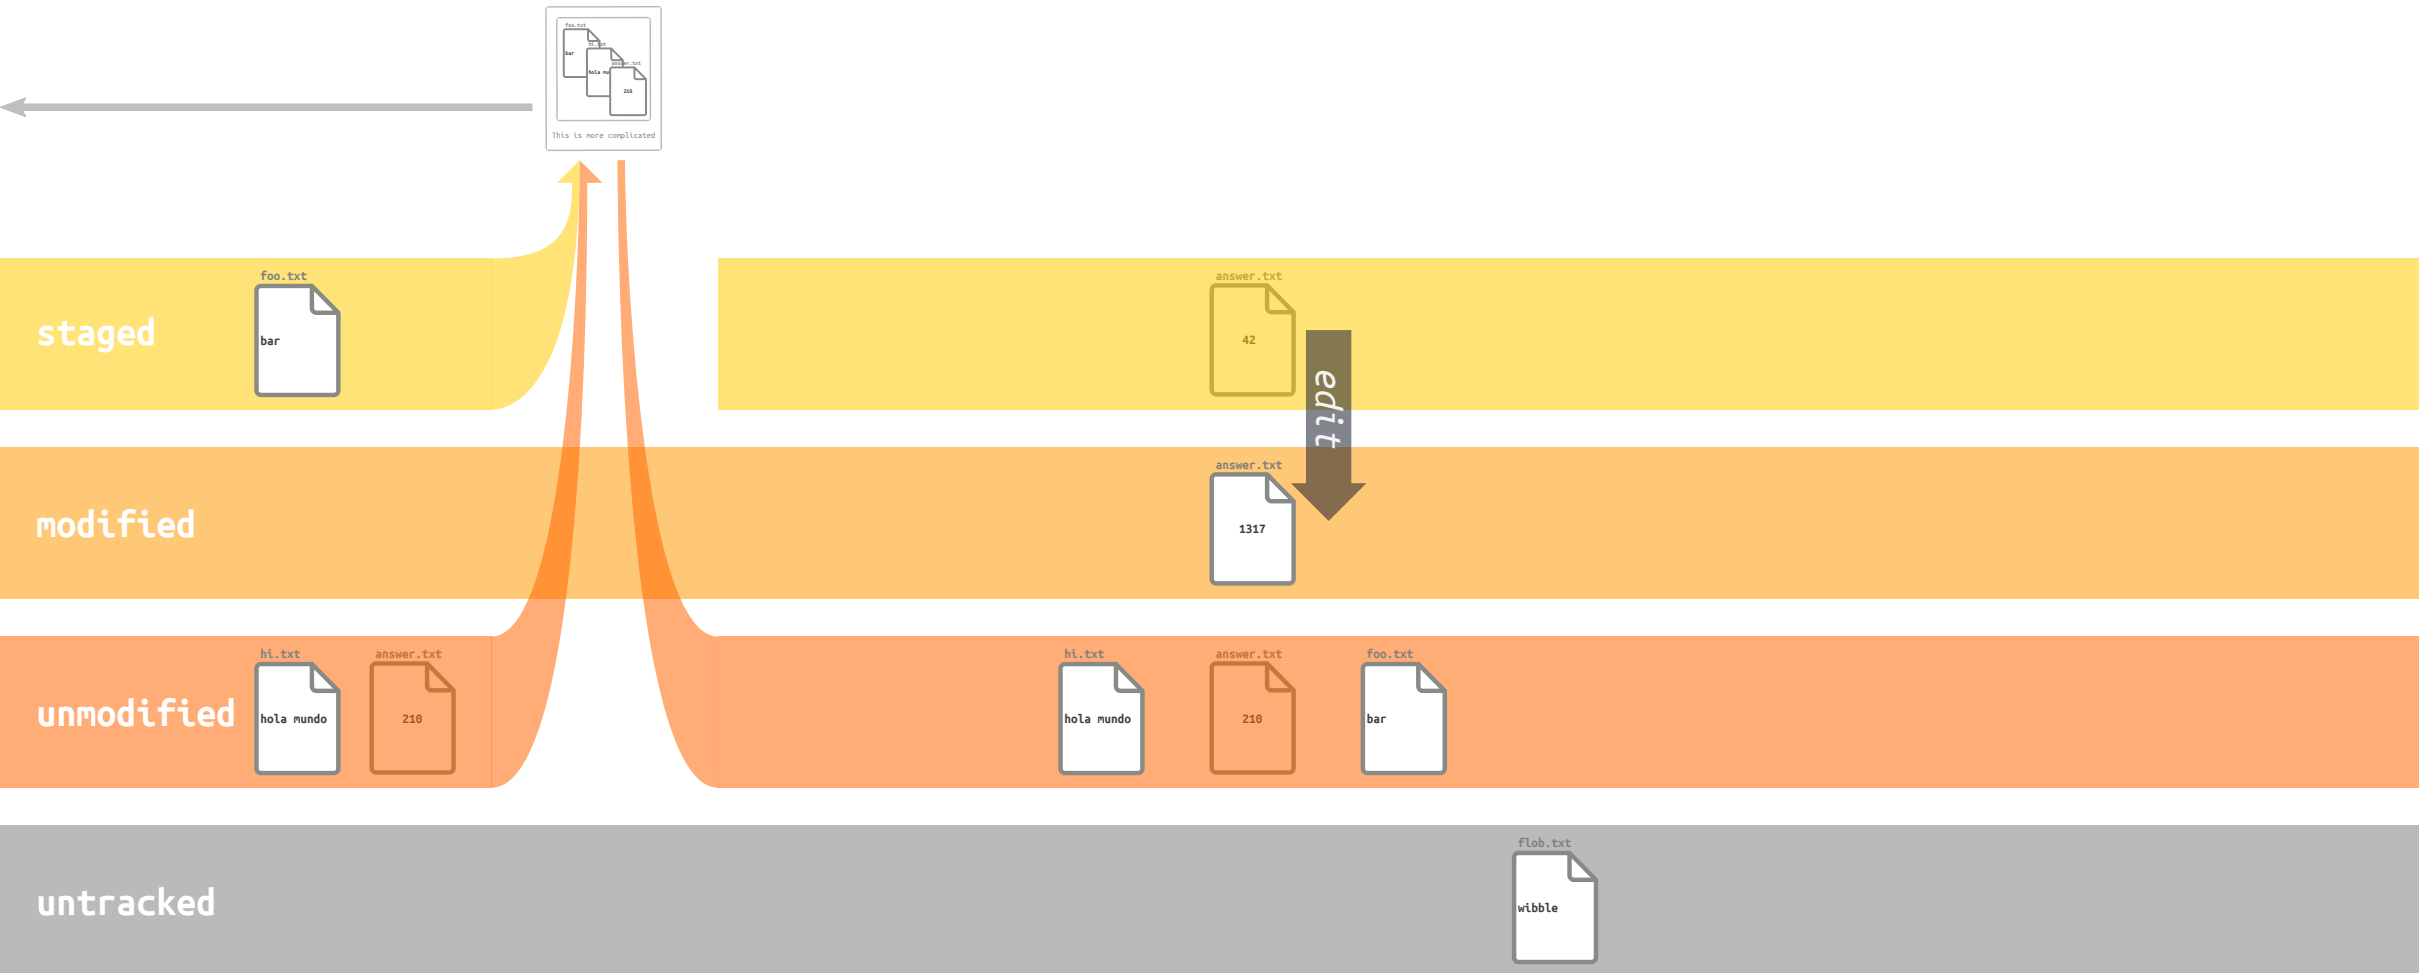 foo.txt
bar
hi.txt
hola mu
answer.txt
210
This is more complicated
staged
foo.txt
bar
answer.txt
42
edit
modified
answer.txt
1317
unmodified
hi.txt
hola mundo
answer.txt
210
hi.txt
hola mundo
answer.txt
210
foo.txt
bar
untracked
flob.txt
wibble